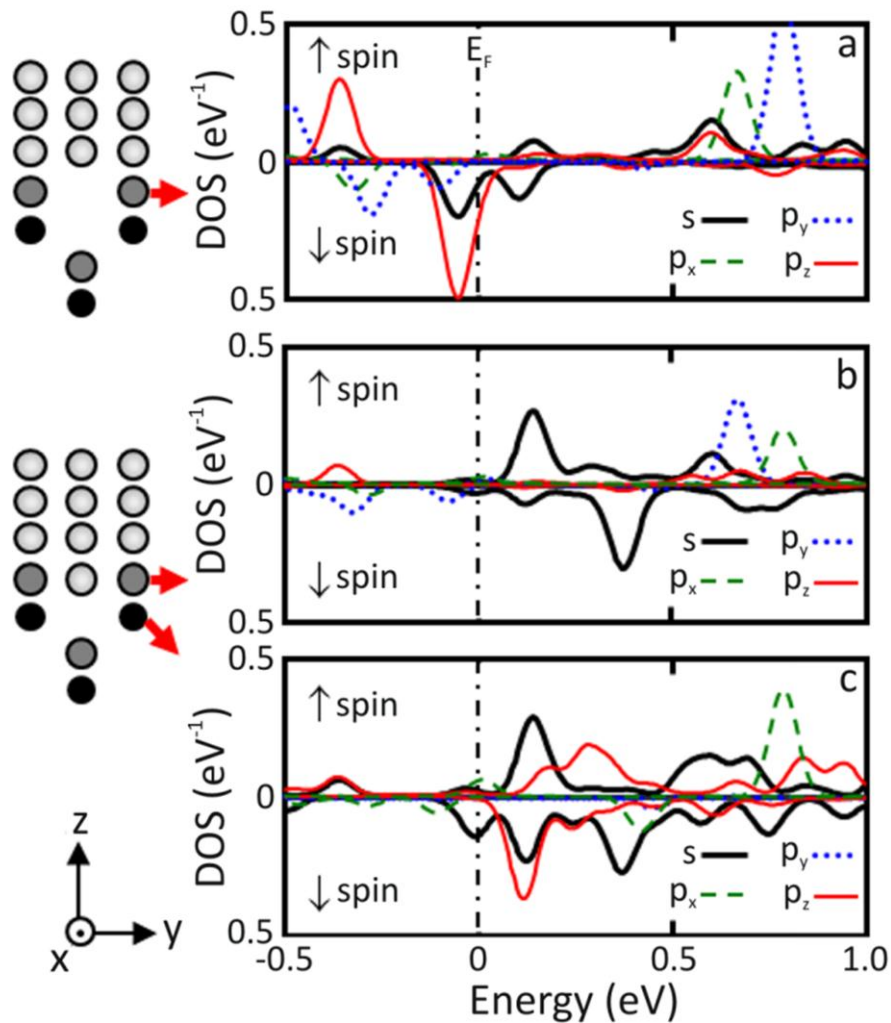 0.5
E_F
a
↑ spin
DOS (eV⁻¹)
0
↓ spin
s
p_y
p_x
p_z
0.5
0.5
b
↑ spin
DOS (eV⁻¹)
0
↓ spin
s
p_y
p_x
p_z
0.5
0.5
c
↑ spin
DOS (eV⁻¹)
0
↓ spin
s
p_y
p_x
p_z
0.5
z
y
x
-0.5 0 0.5 1.0
Energy (eV)